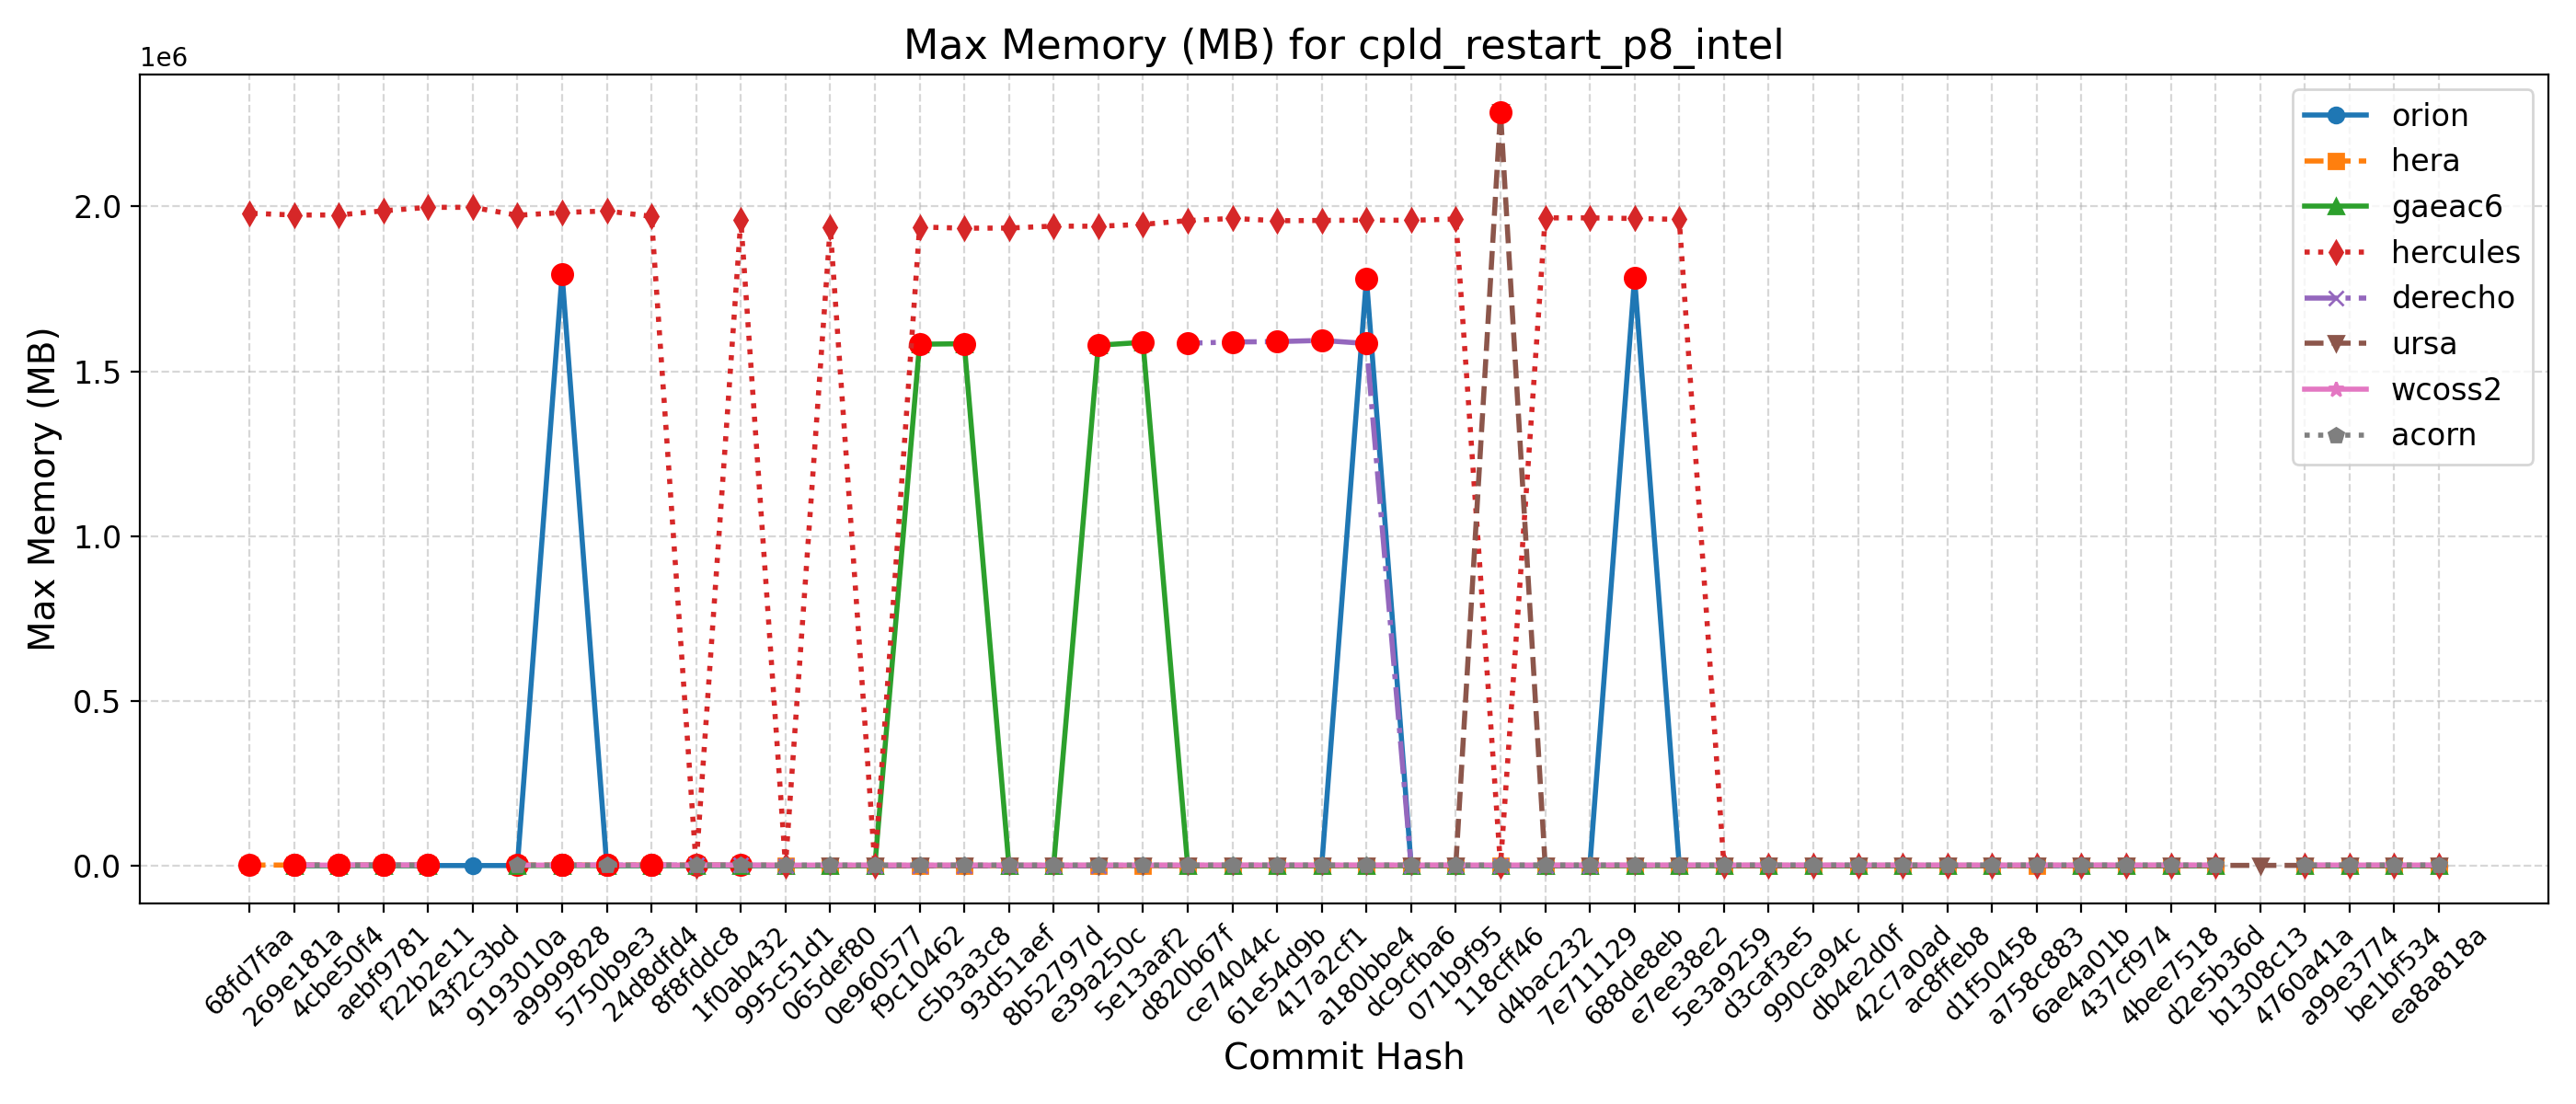 Max Memory (MB) for cpld_restart_p8_intel
1e6
2.0
1.5
1.0
0.5
0.0
Max Memory (MB)
orion
hera
gaeac6
hercules
derecho
ursa
wcoss2
acorn
68fd7faa
269e181a
4cbe50f4
aebf9781
f22b2e11
43f2c3bd
9193010a
a9999828
5750b9e3
24d8dfd4
8f8fddc8
1f0ab432
995c51d1
065def80
0e960577
f9c10462
c5b3a3c8
93d51aef
8b52797d
e39a250c
5e13aaf2
d820b67f
ce74044c
61e54d9b
417a2cf1
a180bbe4
dc9cfba6
071b9f95
118cff46
d4bac232
7e711129
688de8eb
e7ee38e2
5e3a9259
d3caf3e5
990ca94c
db4e2d0f
42c7a0ad
ac8ffeb8
d1f50458
a758c883
6ae4a01b
437cf974
4bee7518
d2e5b36d
b1308c13
4760a41a
a99e3774
be1bf534
ea8a818a
Commit Hash